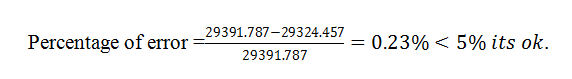 Percentage of error = 29391.787−29324.457 / 29391.787 = 0.23% < 5% its ok.